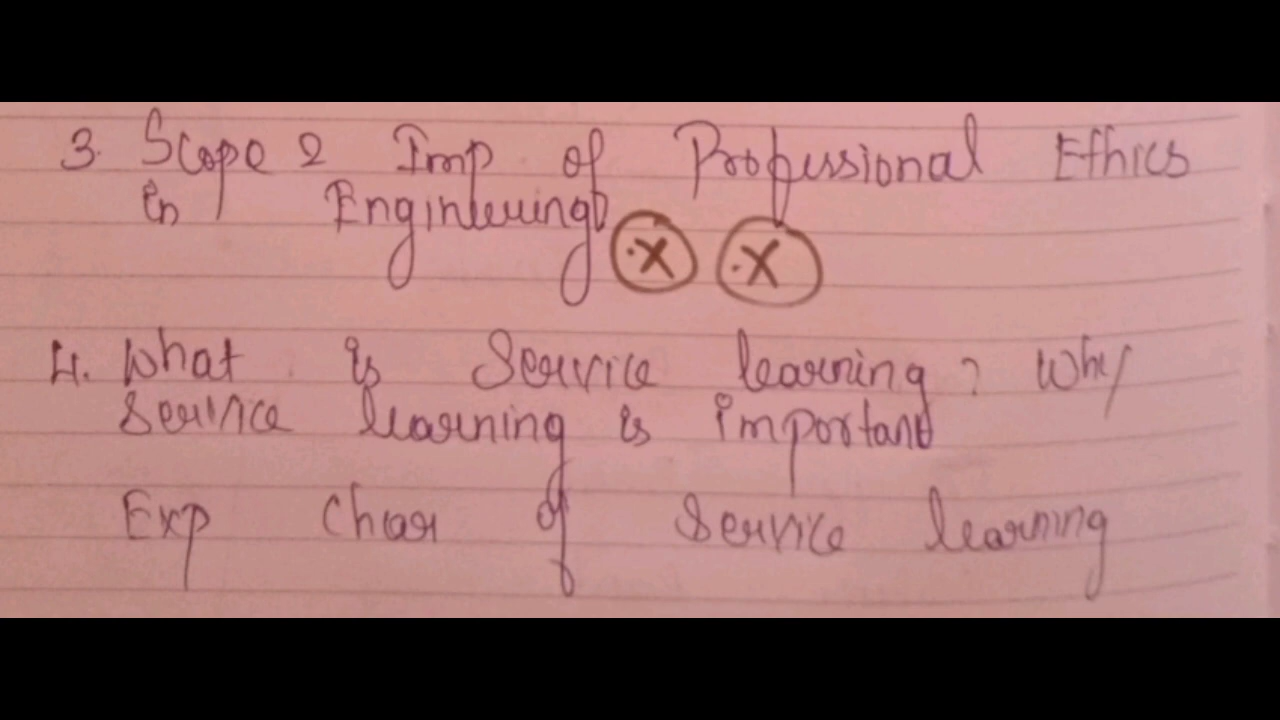 3. Scope & Imp of Professional Ethics
in Engineering
.X .X
4. What is Service learning? Why
Service learning is important
Exp Char of Service learning